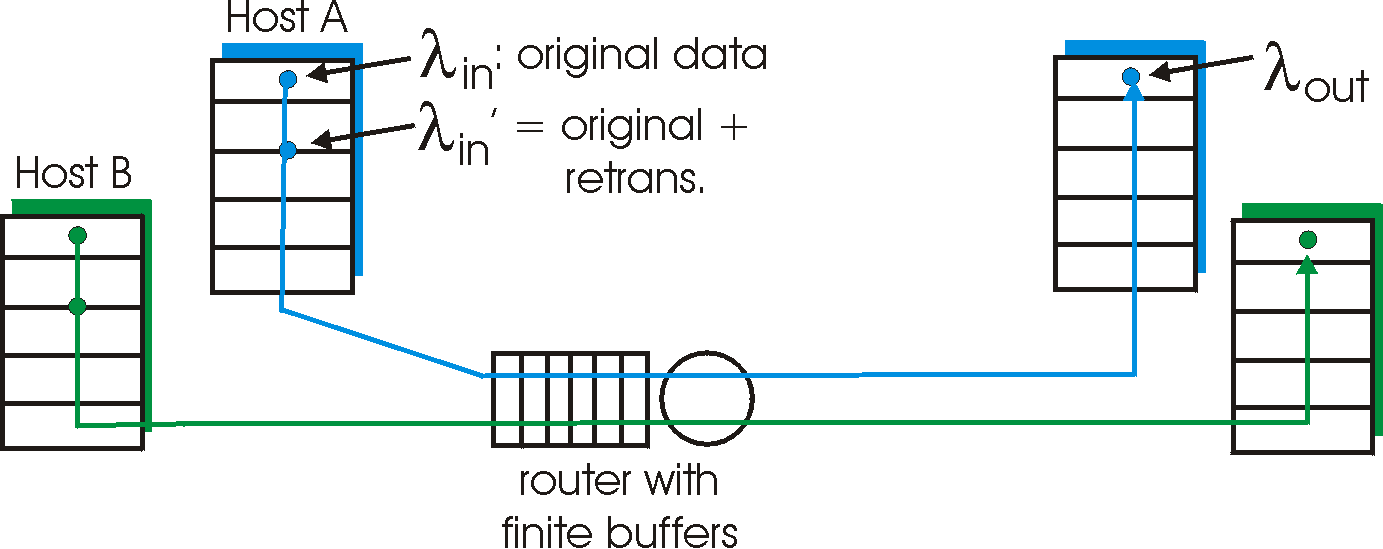 Host A
λin: original data
λin' = original +
retrans.
λout
Host B
router with
finite buffers